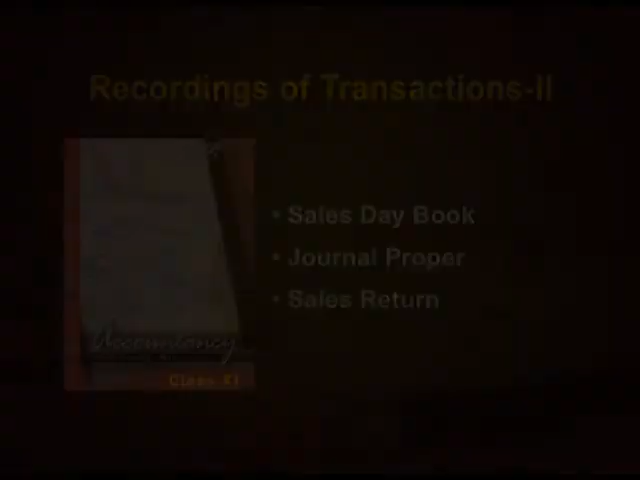 Recordings of Transactions-II
• Sales Day Book
• Journal Proper
• Sales Return
Accountancy
Class XI